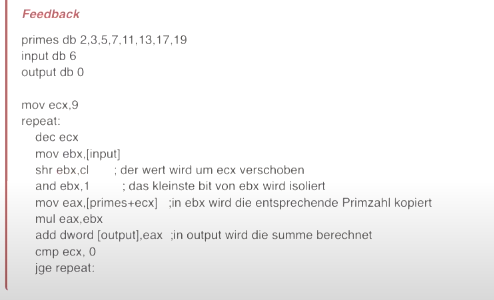 Feedback
primes db 2,3,5,7,11,13,17,19
input db 6
output db 0
mov ecx,9
repeat:
dec ecx
mov ebx,[input]
shr ebx,cl ; der wert wird um ecx verschoben
and ebx,1 ; das kleinste bit von ebx wird isoliert
mov eax,[primes+ecx] ;in ebx wird die entsprechende Primzahl kopiert
mul eax,ebx
add dword [output],eax ;in output wird die summe berechnet
cmp ecx, 0
jge repeat: